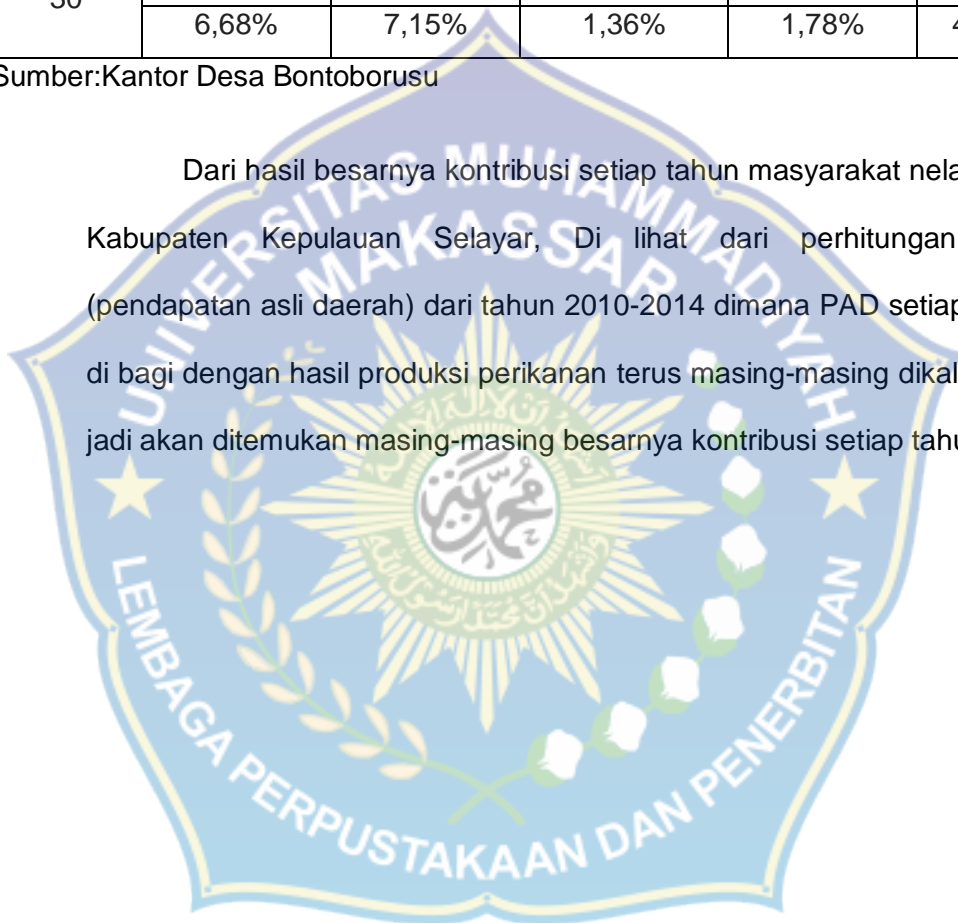 6,68% 7,15% 1,36% 1,78%
Sumber:Kantor Desa Bontoborusu
Dari hasil besarnya kontribusi setiap tahun masyarakat
Kabupaten Kepulauan Selayar, Di lihat dari perhitungan
(pendapatan asli daerah) dari tahun 2010-2014 dimana PAD setiap
di bagi dengan hasil produksi perikanan terus masing-masing
jadi akan ditemukan masing-masing besarnya kontribusi setiap
UNIVERSITAS MUHAMMADIYAH
MAKASSAR
محمد
LEMBAGA PERPUSTAKAAN DAN PENERBITAN